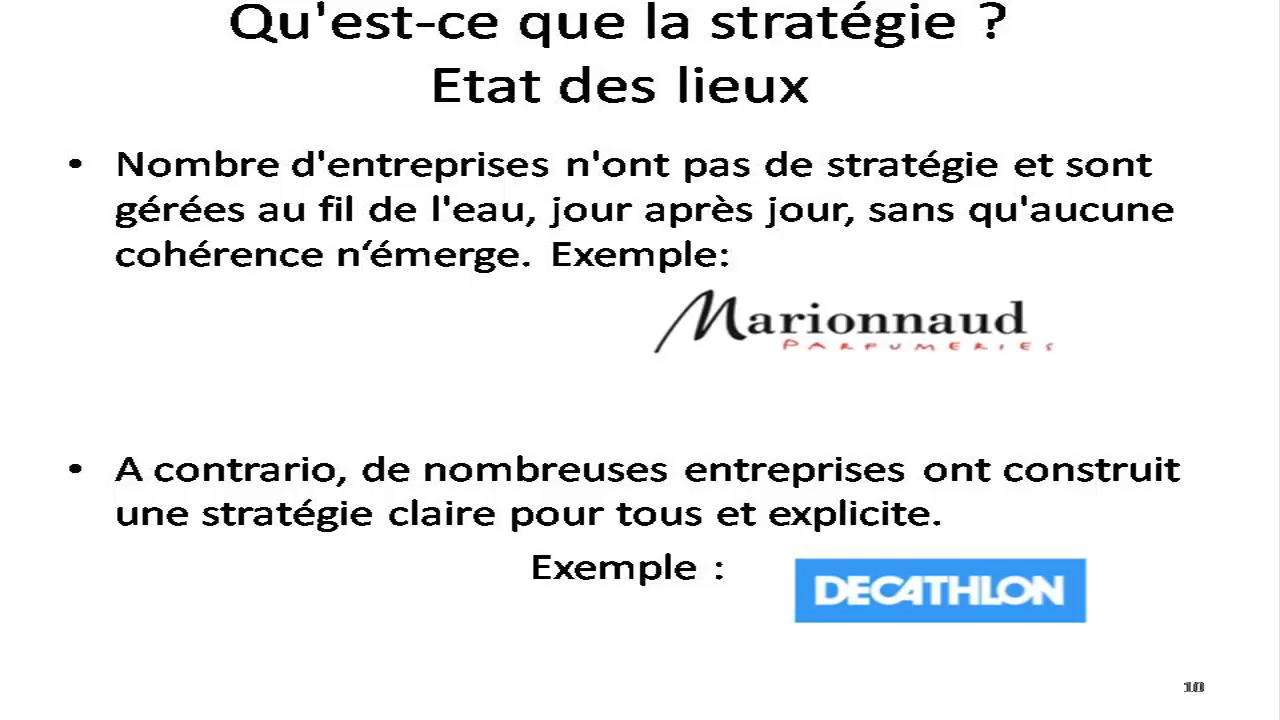 Qu'est-ce que la stratégie ?
Etat des lieux
• Nombre d'entreprises n'ont pas de stratégie et sont
gérées au fil de l'eau, jour après jour, sans qu'aucune
cohérence n‘émerge. Exemple:
Marionnaud
PARFUMERIES
• A contrario, de nombreuses entreprises ont construit
une stratégie claire pour tous et explicite.
Exemple :
DECATHLON
10